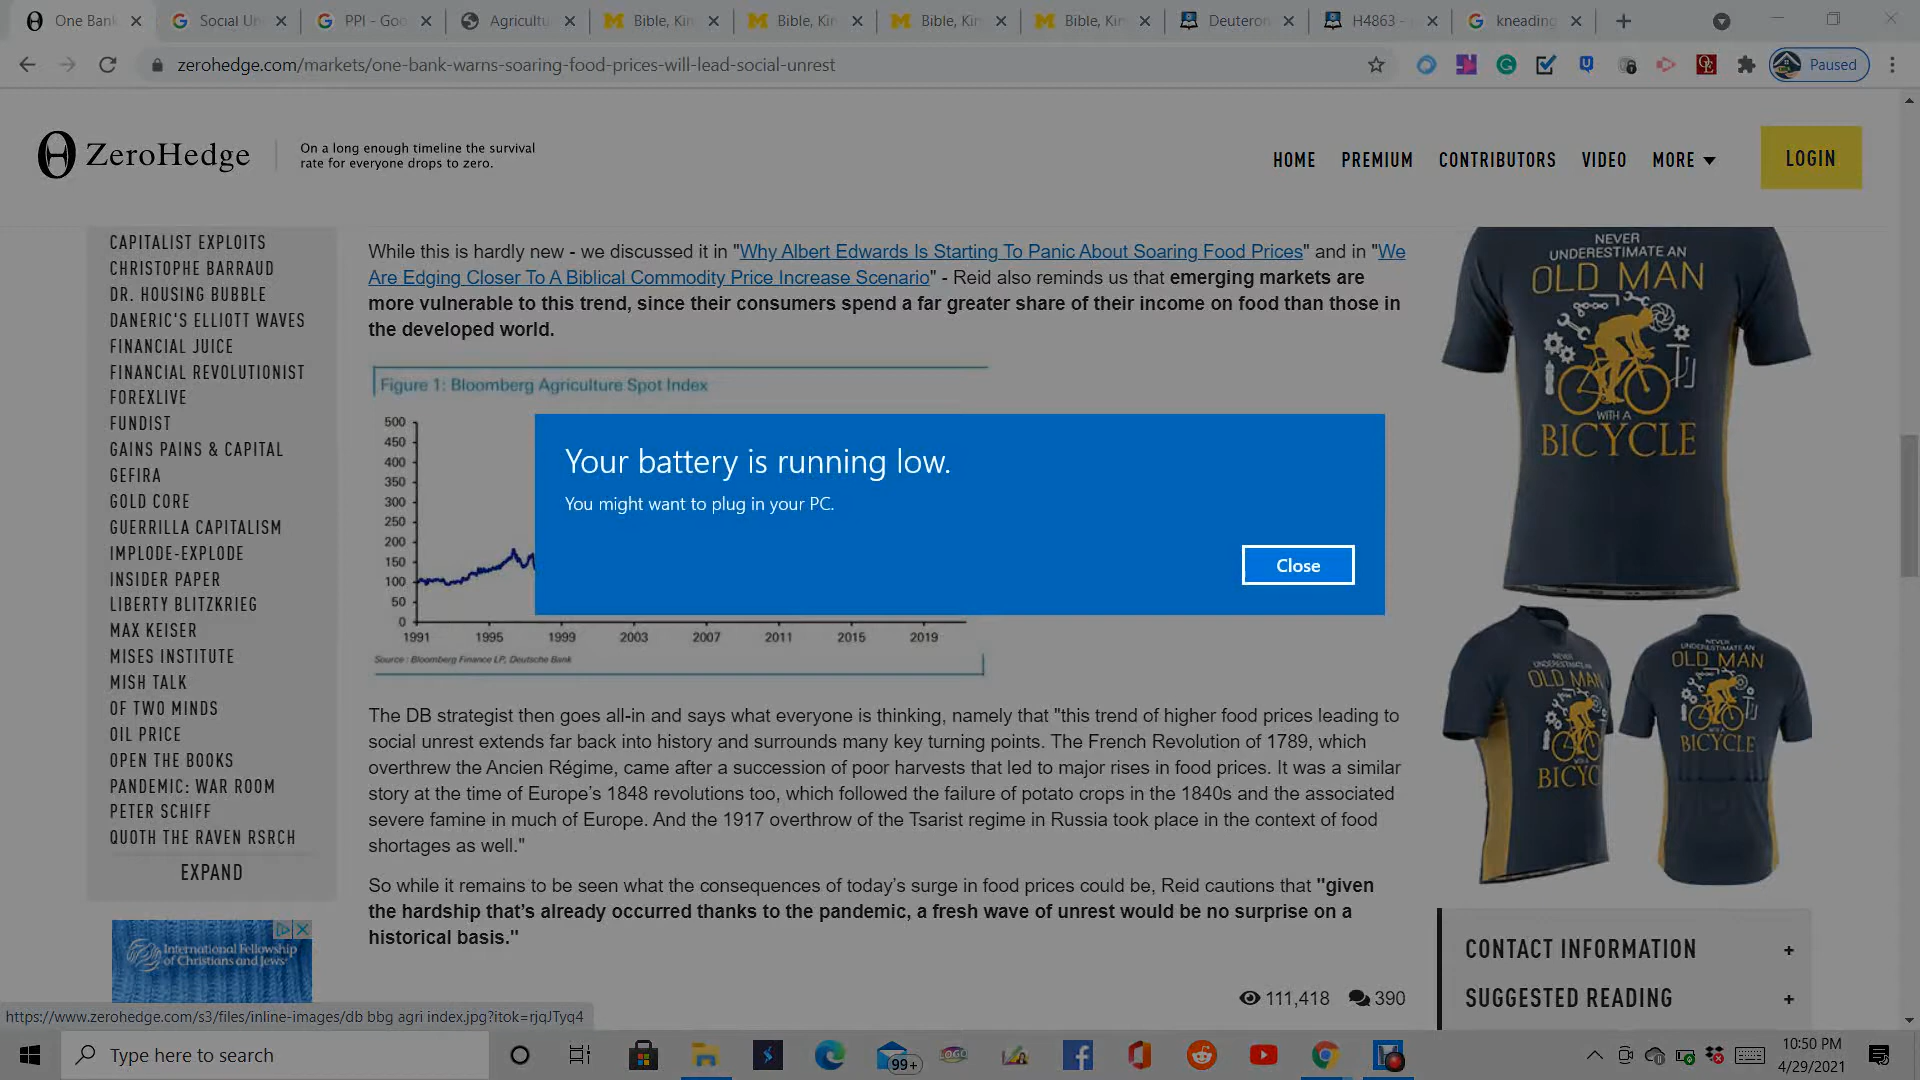 One Bank
Social Un
PPI - Goo
Agricultu
Bible, Kin
Bible, Kin
Bible, Kin
Bible, Kin
Deuteron
H4863 -
kneading
zerohedge.com/markets/one-bank-warns-soaring-food-prices-will-lead-social-unrest
Paused
ZeroHedge
On a long enough timeline the survival
rate for everyone drops to zero.
HOME
PREMIUM
CONTRIBUTORS
VIDEO
MORE
LOGIN
CAPITALIST EXPLOITS
CHRISTOPHE BARRAUD
DR. HOUSING BUBBLE
DANERIC'S ELLIOTT WAVES
FINANCIAL JUICE
FINANCIAL REVOLUTIONIST
FOREXLIVE
FUNDIST
GAINS PAINS & CAPITAL
GEFIRA
GOLD CORE
GUERRILLA CAPITALISM
IMPLODE-EXPLODE
INSIDER PAPER
LIBERTY BLITZKRIEG
MAX KEISER
MISES INSTITUTE
MISH TALK
OF TWO MINDS
OIL PRICE
OPEN THE BOOKS
PANDEMIC: WAR ROOM
PETER SCHIFF
QUOTH THE RAVEN RSRCH
EXPAND
International Fellowship
of Christians and Jews
While this is hardly new - we discussed it in "Why Albert Edwards Is Starting To Panic About Soaring Food Prices" and in "We
Are Edging Closer To A Biblical Commodity Price Increase Scenario" - Reid also reminds us that emerging markets are
more vulnerable to this trend, since their consumers spend a far greater share of their income on food than those in
the developed world.
Figure 1: Bloomberg Agriculture Spot Index
500
450
400
350
300
250
200
150
100
50
0
1991 1995 1999 2003 2007 2011 2015 2019
Source: Bloomberg Finance LP, Deutsche Bank
Your battery is running low.
You might want to plug in your PC.
Close
The DB strategist then goes all-in and says what everyone is thinking, namely that "this trend of higher food prices leading to
social unrest extends far back into history and surrounds many key turning points. The French Revolution of 1789, which
overthrew the Ancien Régime, came after a succession of poor harvests that led to major rises in food prices. It was a similar
story at the time of Europe's 1848 revolutions too, which followed the failure of potato crops in the 1840s and the associated
severe famine in much of Europe. And the 1917 overthrow of the Tsarist regime in Russia took place in the context of food
shortages as well."
So while it remains to be seen what the consequences of today's surge in food prices could be, Reid cautions that "given
the hardship that's already occurred thanks to the pandemic, a fresh wave of unrest would be no surprise on a
historical basis."
111,418
390
NEVER
UNDERESTIMATE AN
OLD MAN
WITH A
BICYCLE
NEVER
UNDERESTIMATE AN
OLD MAN
WITH A
BICYC
NEVER
UNDERESTIMATE AN
OLD MAN
WITH A
BICYCLE
CONTACT INFORMATION +
SUGGESTED READING +
https://www.zerohedge.com/s3/files/inline-images/db bbg agri index.jpg?itok=rjqJTyq4
Type here to search
99+
LOGO
10:50 PM
4/29/2021